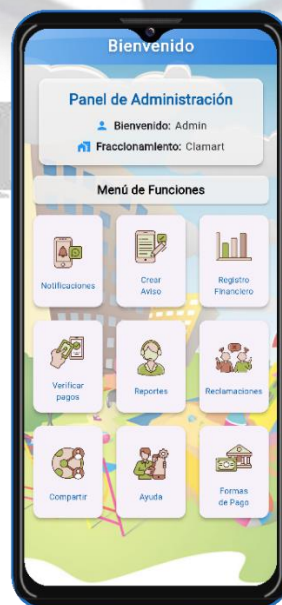 Bienvenido
Panel de Administración
Bienvenido: Admin
Fraccionamiento: Clamart
Menú de Funciones
Notificaciones
Crear
Aviso
Registro
Financiero
Verificar
pagos
Reportes
Reclamaciones
Compartir
Ayuda
Formas
de Pago